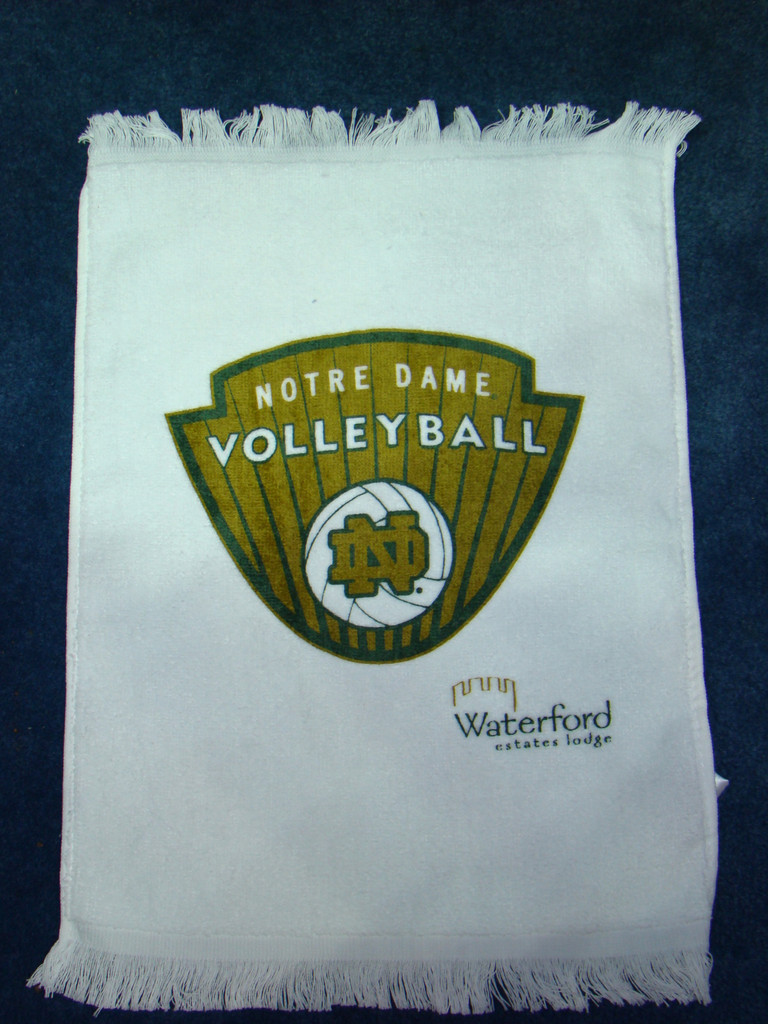 NOTRE DAME
VOLLEYBALL
ND
Waterford
estates lodge